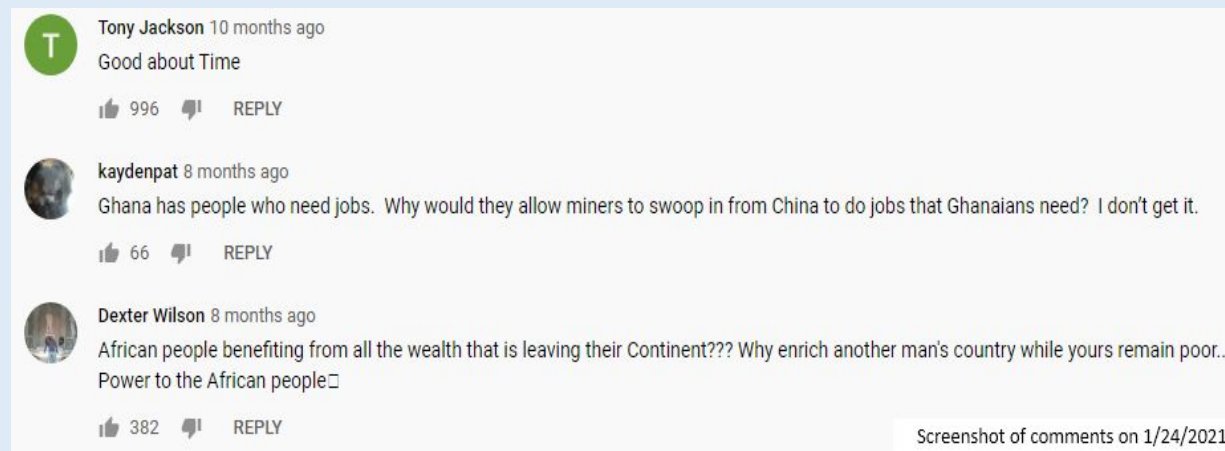 T
Tony Jackson 10 months ago
Good about Time
996 REPLY
kaydenpat 8 months ago
Ghana has people who need jobs.  Why would they allow miners to swoop in from China to do jobs that Ghanaians need?  I don't get it.
66 REPLY
Dexter Wilson 8 months ago
African people benefiting from all the wealth that is leaving their Continent??? Why enrich another man's country while yours remain poor..
Power to the African people□
382 REPLY
Screenshot of comments on 1/24/2021